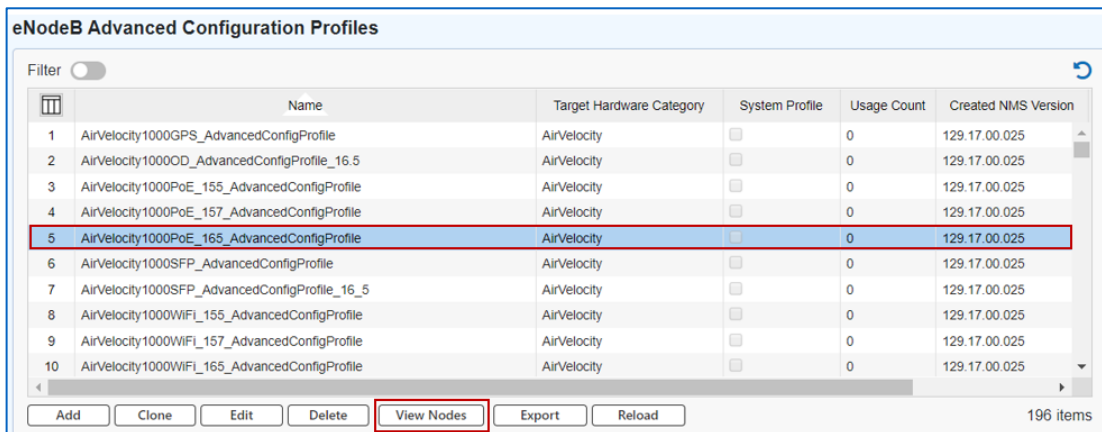 eNodeB Advanced Configuration Profiles
Filter
Name Target Hardware Category System Profile Usage Count Created NMS Version
1 AirVelocity1000GPS_AdvancedConfigProfile AirVelocity 0 129.17.00.025
2 AirVelocity1000OD_AdvancedConfigProfile_16.5 AirVelocity 0 129.17.00.025
3 AirVelocity1000PoE_155_AdvancedConfigProfile AirVelocity 0 129.17.00.025
4 AirVelocity1000PoE_157_AdvancedConfigProfile AirVelocity 0 129.17.00.025
5 AirVelocity1000PoE_165_AdvancedConfigProfile AirVelocity 0 129.17.00.025
6 AirVelocity1000SFP_AdvancedConfigProfile AirVelocity 0 129.17.00.025
7 AirVelocity1000SFP_AdvancedConfigProfile_16_5 AirVelocity 0 129.17.00.025
8 AirVelocity1000WiFi_155_AdvancedConfigProfile AirVelocity 0 129.17.00.025
9 AirVelocity1000WiFi_157_AdvancedConfigProfile AirVelocity 0 129.17.00.025
10 AirVelocity1000WiFi_165_AdvancedConfigProfile AirVelocity 0 129.17.00.025
Add Clone Edit Delete View Nodes Export Reload 196 items